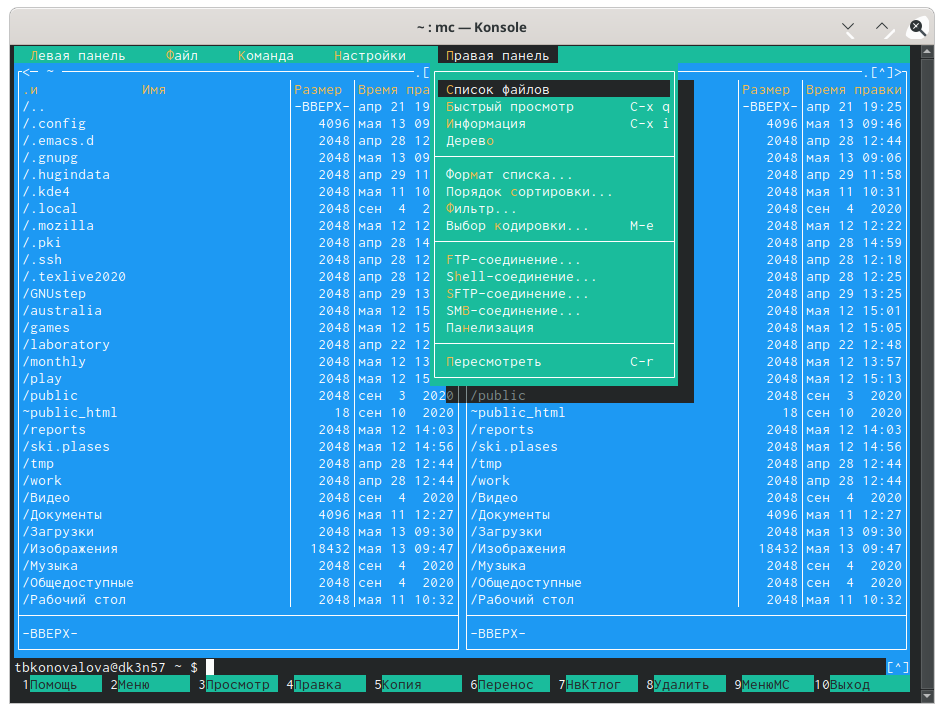 ~ : mc — Konsole
Левая панель Файл Команда Настройки Правая панель
<— ~ .[ .[^]>
.и Имя Размер Время пра Список файлов Размер Время правки
/.. -ВВЕРХ- апр 21 19 Быстрый просмотр C-x q -ВВЕРХ- апр 21 19:25
/.config 4096 мая 13 09 Информация C-x i 4096 мая 13 09:46
/.emacs.d 2048 апр 28 12 Дерево 2048 апр 28 12:44
/.gnupg 2048 мая 13 09 2048 мая 13 09:06
/.hugindata 2048 апр 29 11 Формат списка... 2048 апр 29 11:58
/.kde4 2048 мая 11 10 Порядок сортировки... 2048 мая 11 10:31
/.local 2048 сен 4 2 Фильтр... 2048 сен 4 2020
/.mozilla 2048 мая 12 12 Выбор кодировки... M-e 2048 мая 12 12:22
/.pki 2048 апр 28 14 2048 апр 28 14:59
/.ssh 2048 апр 28 12 FTP-соединение... 2048 апр 28 12:18
/.texlive2020 2048 апр 28 12 Shell-соединение... 2048 апр 28 12:25
/GNUstep 2048 апр 29 13 SFTP-соединение... 2048 апр 29 13:25
/australia 2048 мая 12 15 SMB-соединение... 2048 мая 12 15:01
/games 2048 мая 12 15 Панелизация 2048 мая 12 15:05
/laboratory 2048 апр 22 12 2048 апр 22 12:48
/monthly 2048 мая 12 13 Пересмотреть C-r 2048 мая 12 13:57
/play 2048 мая 12 15 2048 мая 12 15:13
/public 2048 сен 3 2020 /public 2048 сен 3 2020
~public_html 18 сен 10 2020 ~public_html 18 сен 10 2020
/reports 2048 мая 12 14:03 /reports 2048 мая 12 14:03
/ski.plases 2048 мая 12 14:56 /ski.plases 2048 мая 12 14:56
/tmp 2048 апр 28 12:44 /tmp 2048 апр 28 12:44
/work 2048 апр 28 12:44 /work 2048 апр 28 12:44
/Видео 2048 сен 4 2020 /Видео 2048 сен 4 2020
/Документы 4096 мая 11 12:27 /Документы 4096 мая 11 12:27
/Загрузки 2048 мая 13 09:30 /Загрузки 2048 мая 13 09:30
/Изображения 18432 мая 13 09:47 /Изображения 18432 мая 13 09:47
/Музыка 2048 сен 4 2020 /Музыка 2048 сен 4 2020
/Общедоступные 2048 сен 4 2020 /Общедоступные 2048 сен 4 2020
/Рабочий стол 2048 мая 11 10:32 /Рабочий стол 2048 мая 11 10:32
-ВВЕРХ- -ВВЕРХ-
tbkonovalova@dk3n57 ~ $ [^]
1Помощь 2Меню 3Просмотр 4Правка 5Копия 6Перенос 7НвКтлог 8Удалить 9МенюМС 10Выход